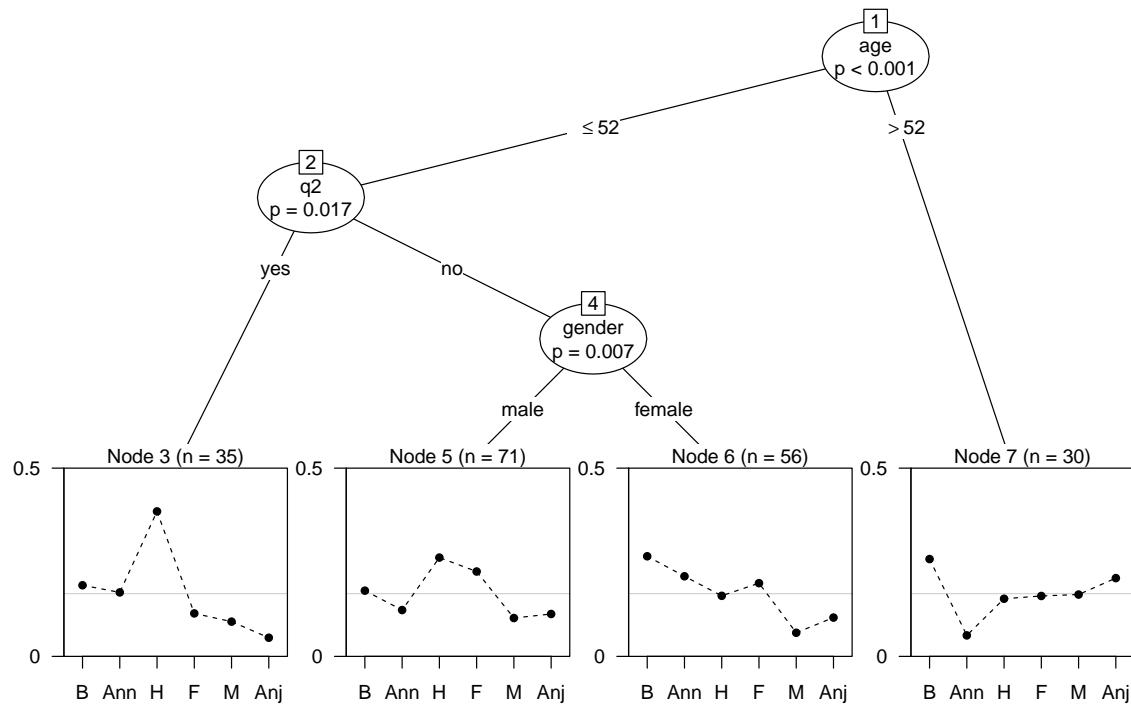 1
age
p < 0.001
≤ 52
> 52
2
q2
p = 0.017
yes
no
4
gender
p = 0.007
male
female
Node 3 (n = 35)
0
0.5
B Ann H F M Anj
Node 5 (n = 71)
0
0.5
B Ann H F M Anj
Node 6 (n = 56)
0
0.5
B Ann H F M Anj
Node 7 (n = 30)
0
0.5
B Ann H F M Anj